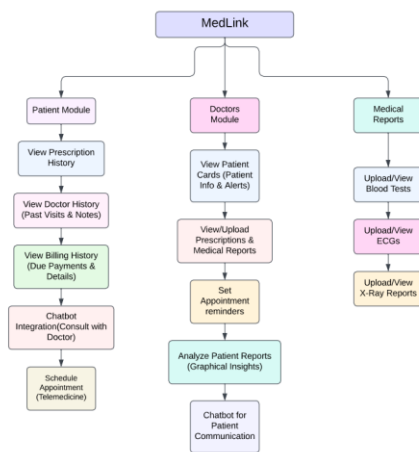 MedLink
Patient Module
View Prescription
History
View Doctor History
(Past Visits & Notes)
View Billing History
(Due Payments &
Details)
Chatbot
Integration(Consult with
Doctor)
Schedule
Appointment
(Telemedicine)
Doctors
Module
View Patient
Cards (Patient
Info & Alerts)
View/Upload
Prescriptions &
Medical Reports
Set
Appointment
reminders
Analyze Patient Reports
(Graphical Insights)
Chatbot for
Patient
Communication
Medical
Reports
Upload/View
Blood Tests
Upload/View
ECGs
Upload/View
X-Ray Reports